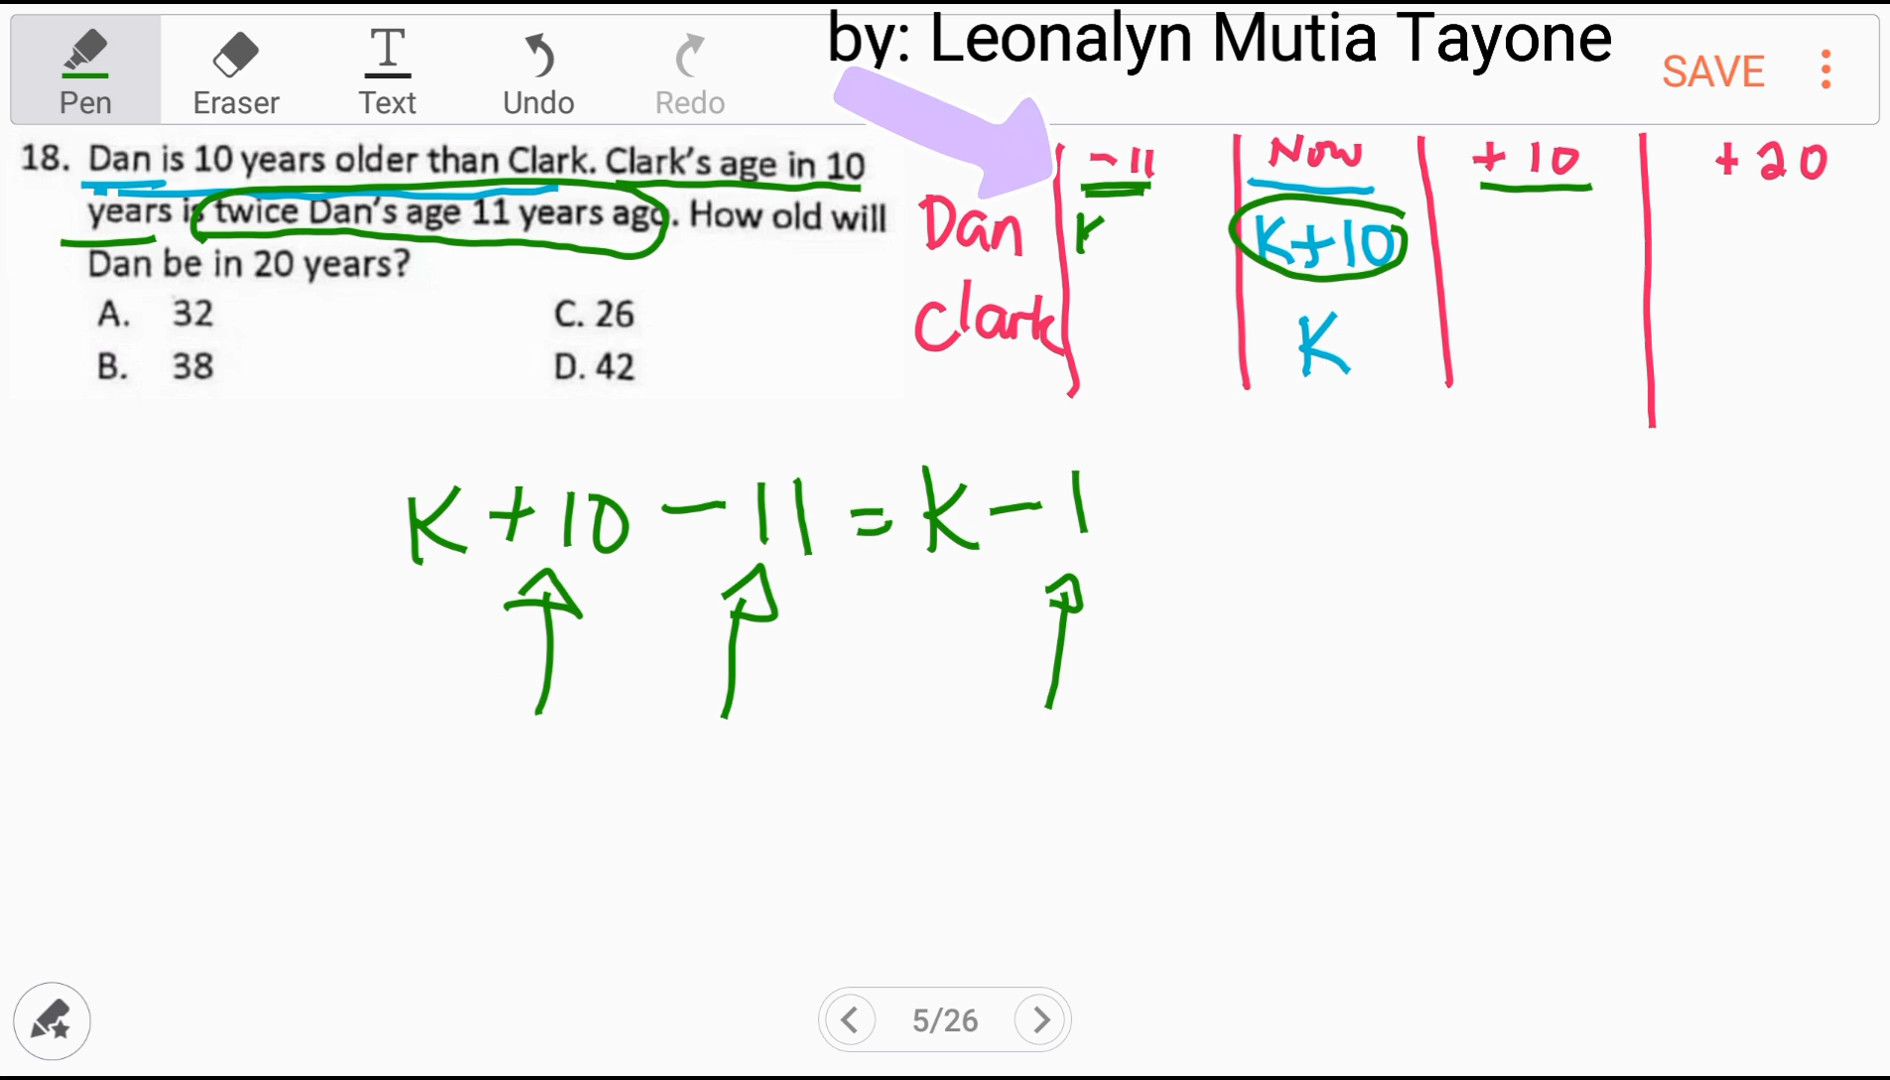 by: Leonalyn Mutia Tayone
Pen Eraser Text Undo Redo SAVE
18. Dan is 10 years older than Clark. Clark's age in 10
years is twice Dan's age 11 years ago. How old will
Dan be in 20 years?
A. 32 C. 26
B. 38 D. 42
-11 Now +10 +20
Dan K K+10
Clark K
K+10-11=K-1
5/26